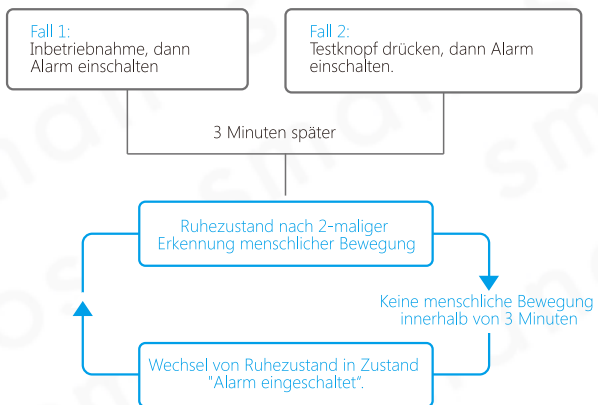 Fall 1:
Inbetriebnahme, dann
Alarm einschalten
Fall 2:
Testknopf drücken, dann Alarm
einschalten.
3 Minuten später
Ruhezustand nach 2-maliger
Erkennung menschlicher Bewegung
Keine menschliche Bewegung
innerhalb von 3 Minuten
Wechsel von Ruhezustand in Zustand
"Alarm eingeschaltet".